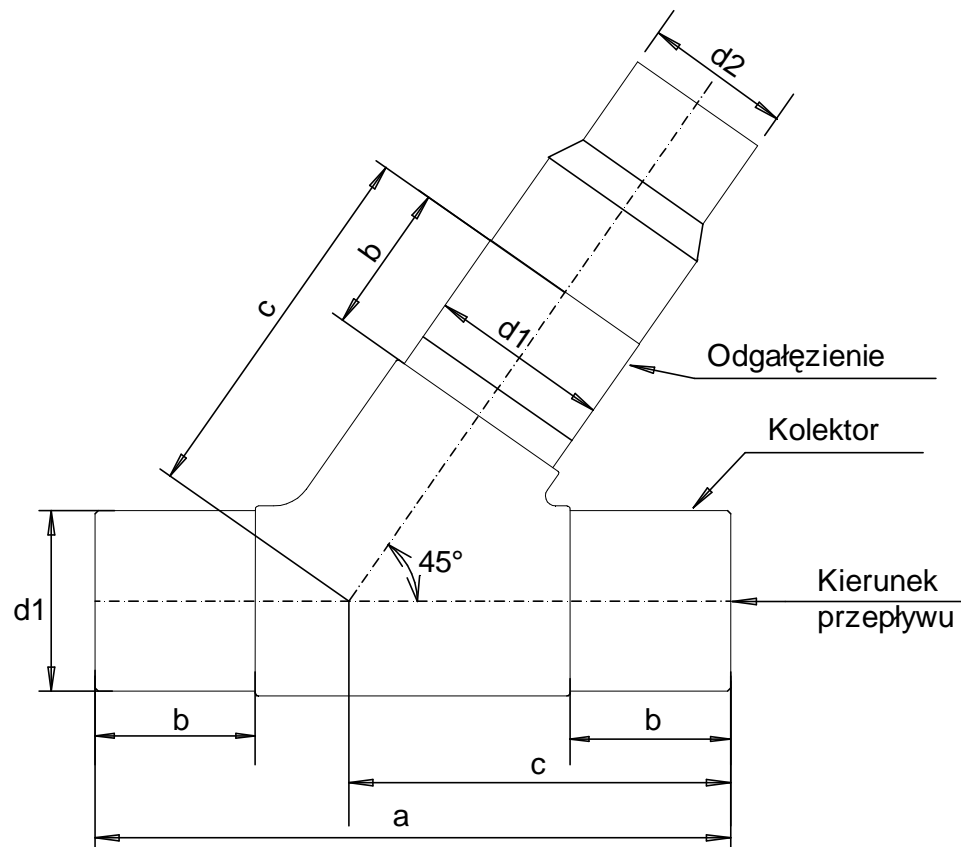 d2
b
c
d1
Odgałęzienie
Kolektor
45°
Kierunek
przepływu
d1
b
b
c
a